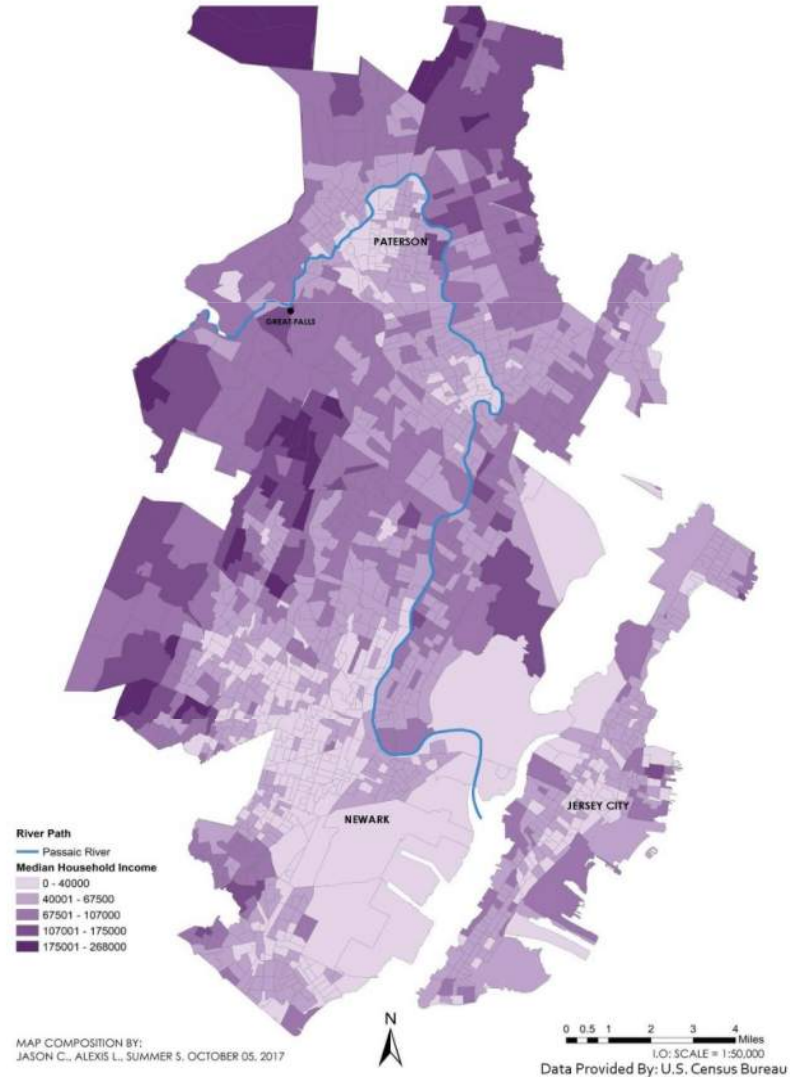 PATERSON
GREAT FALLS
NEWARK
JERSEY CITY
River Path
Passaic River
Median Household Income
0 - 40000
40001 - 67500
67501 - 107000
107001 - 175000
175001 - 268000
MAP COMPOSITION BY:
JASON C., ALEXIS L., SUMMER S. OCTOBER 05, 2017
N
0 0.5 1 2 3 4
Miles
I.O: SCALE = 1:50,000
Data Provided By: U.S. Census Bureau